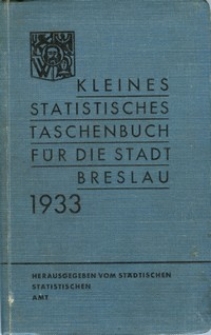 KLEINES
STATISTISCHES
TASCHENBUCH
FÜR DIE STADT
BRESLAU
1933
HERAUSGEGEBEN VOM STÄDTISCHEN
STATISTISCHEN
AMT